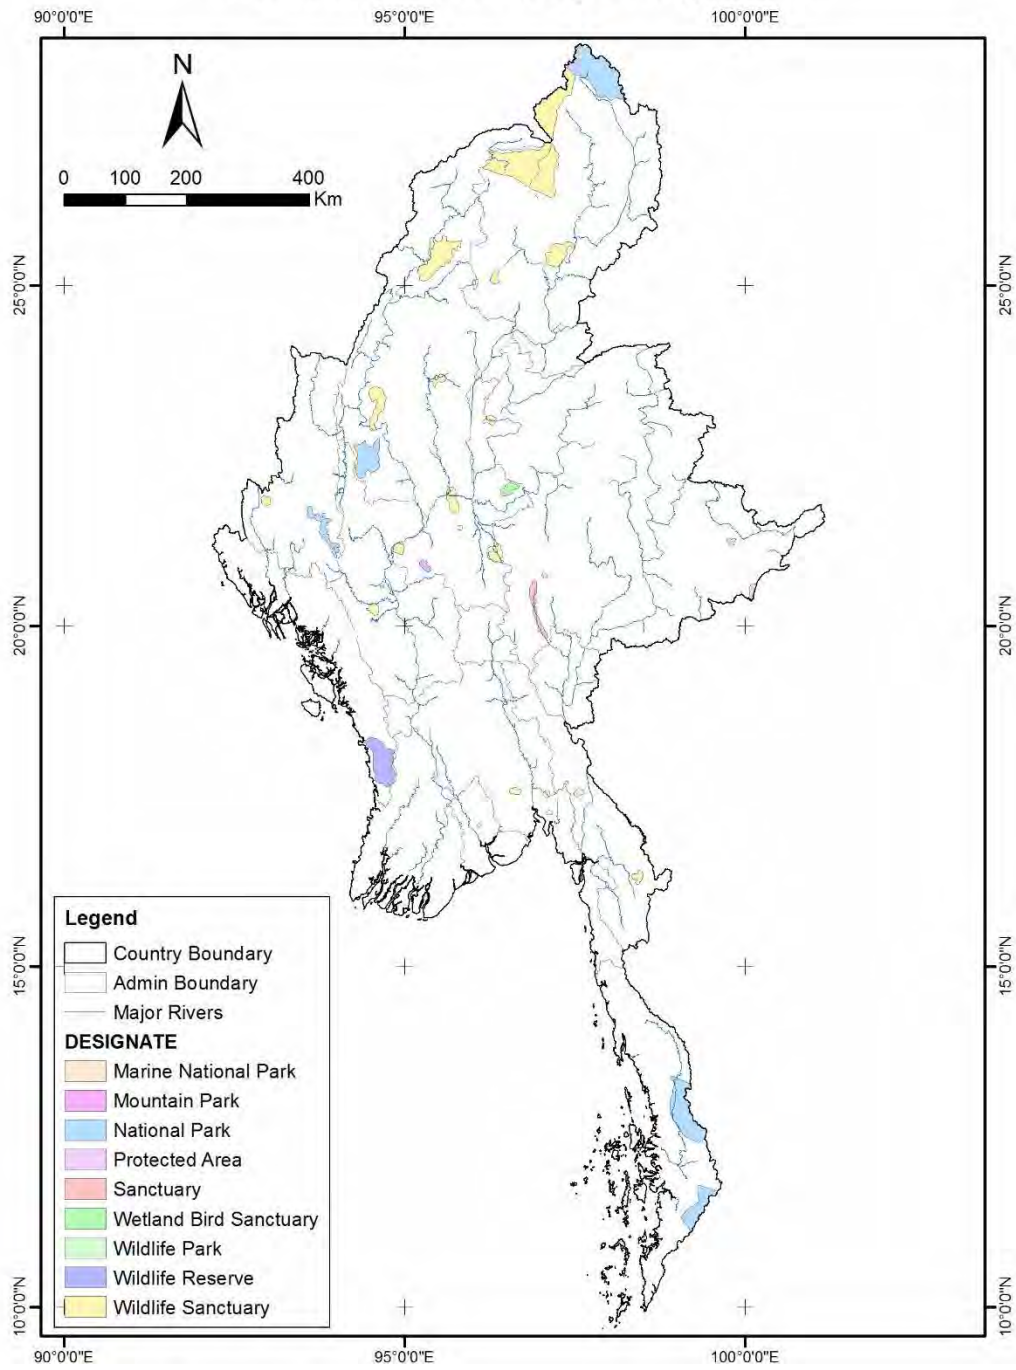 90°0'0"E 95°0'0"E 100°0'0"E
N
0 100 200 400
Km
25°0'0"N 25°0'0"N
20°0'0"N 20°0'0"N
15°0'0"N 15°0'0"N
10°0'0"N 10°0'0"N
Legend
Country Boundary
Admin Boundary
Major Rivers
DESIGNATE
Marine National Park
Mountain Park
National Park
Protected Area
Sanctuary
Wetland Bird Sanctuary
Wildlife Park
Wildlife Reserve
Wildlife Sanctuary
90°0'0"E 95°0'0"E 100°0'0"E